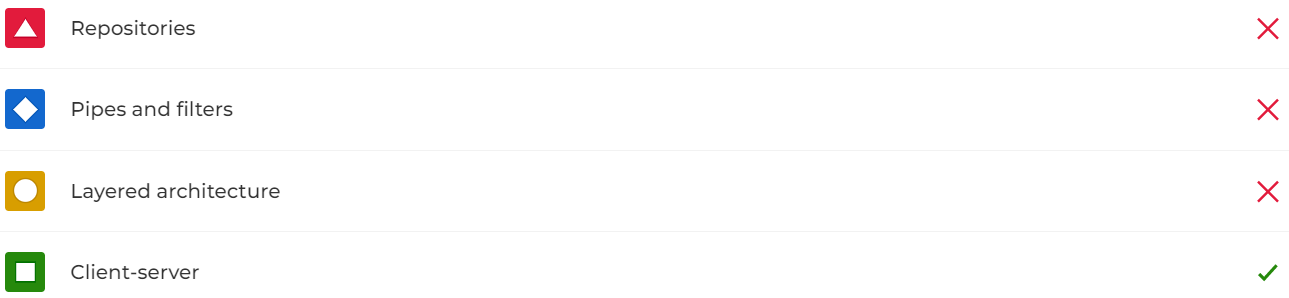 Repositories
Pipes and filters
Layered architecture
Client-server